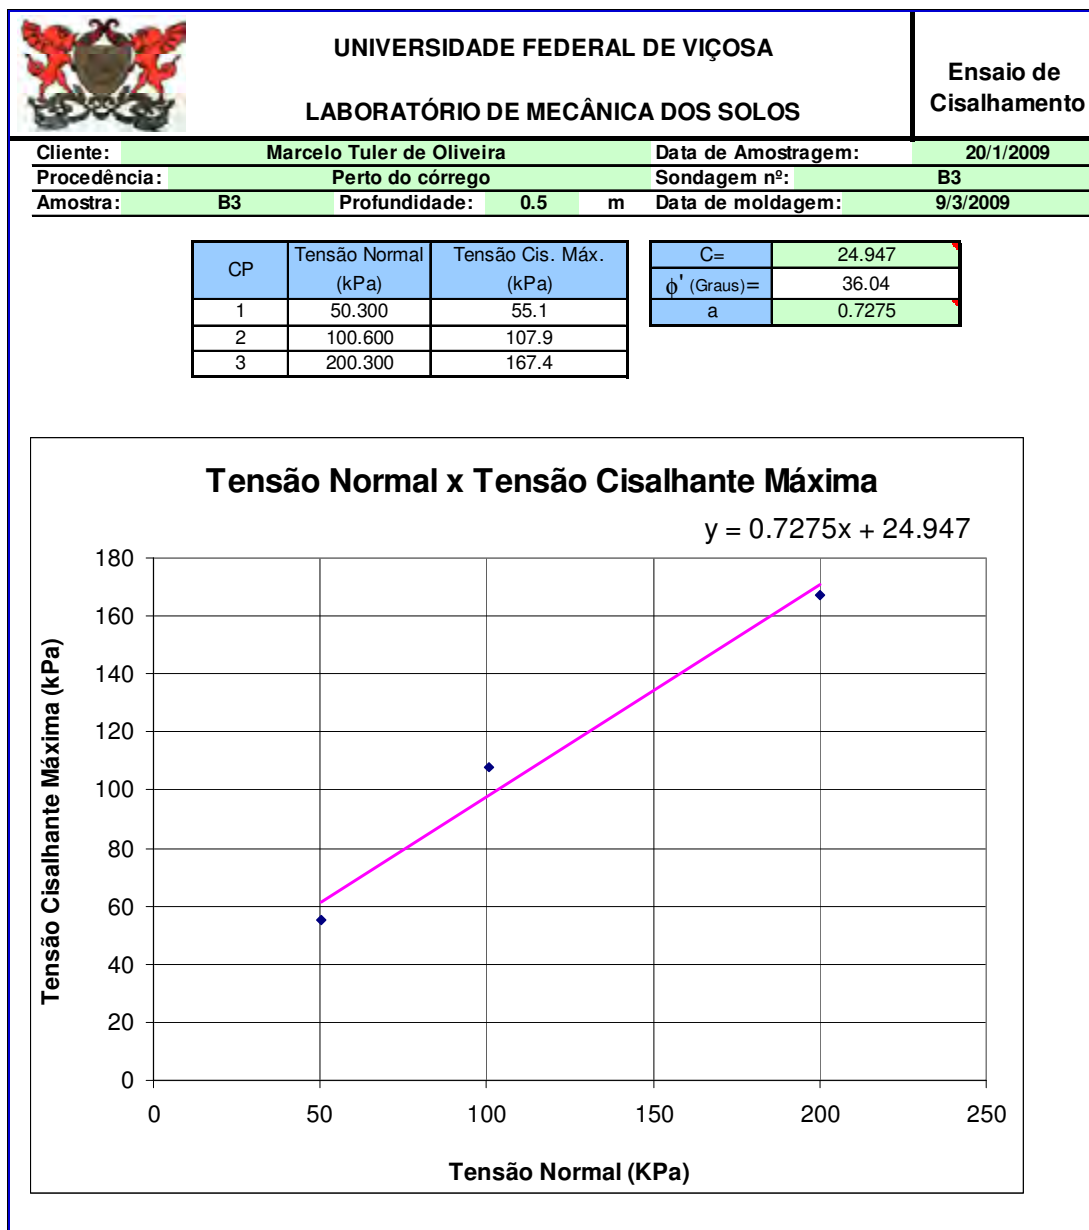 UNIVERSIDADE FEDERAL DE VIÇOSA
LABORATÓRIO DE MECÂNICA DOS SOLOS
Ensaio de
Cisalhamento
Cliente: Marcelo Tuler de Oliveira Data de Amostragem: 20/1/2009
Procedência: Perto do córrego Sondagem nº: B3
Amostra: B3 Profundidade: 0.5 m Data de moldagem: 9/3/2009
CP Tensão Normal (kPa) Tensão Cis. Máx. (kPa)
1 50.300 55.1
2 100.600 107.9
3 200.300 167.4
C= 24.947
ϕ' (Graus)= 36.04
a 0.7275
Tensão Normal x Tensão Cisalhante Máxima
y = 0.7275x + 24.947
Tensão Cisalhante Máxima (kPa)
180
160
140
120
100
80
60
40
20
0
0 50 100 150 200 250
Tensão Normal (KPa)